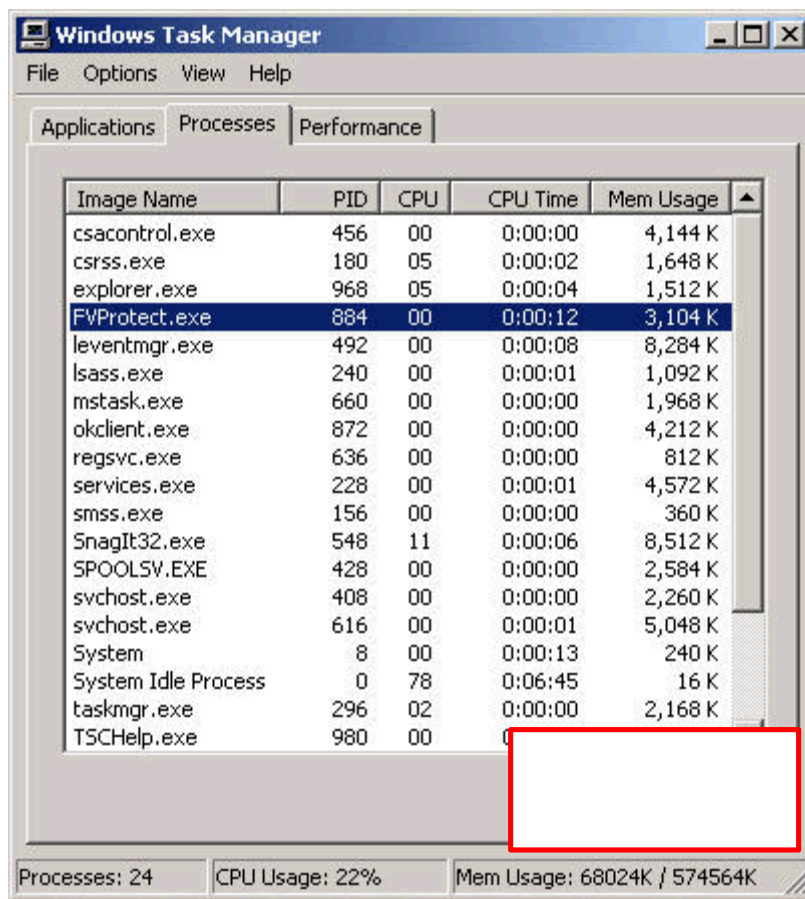 Windows Task Manager
File Options View Help
Applications Processes Performance
Image Name PID CPU CPU Time Mem Usage
csacontrol.exe 456 00 0:00:00 4,144 K
csrss.exe 180 05 0:00:02 1,648 K
explorer.exe 968 05 0:00:04 1,512 K
FVProtect.exe 884 00 0:00:12 3,104 K
leventmgr.exe 492 00 0:00:08 8,284 K
lsass.exe 240 00 0:00:01 1,092 K
mstask.exe 660 00 0:00:00 1,968 K
okclient.exe 872 00 0:00:00 4,212 K
regsvc.exe 636 00 0:00:00 812 K
services.exe 228 00 0:00:01 4,572 K
smss.exe 156 00 0:00:00 360 K
SnagIt32.exe 548 11 0:00:06 8,512 K
SPOOLSV.EXE 428 00 0:00:00 2,584 K
svchost.exe 408 00 0:00:00 2,260 K
svchost.exe 616 00 0:00:01 5,048 K
System 8 00 0:00:13 240 K
System Idle Process 0 78 0:06:45 16 K
taskmgr.exe 296 02 0:00:00 2,168 K
TSCHelp.exe 980 00
Processes: 24 CPU Usage: 22% Mem Usage: 68024K / 574564K